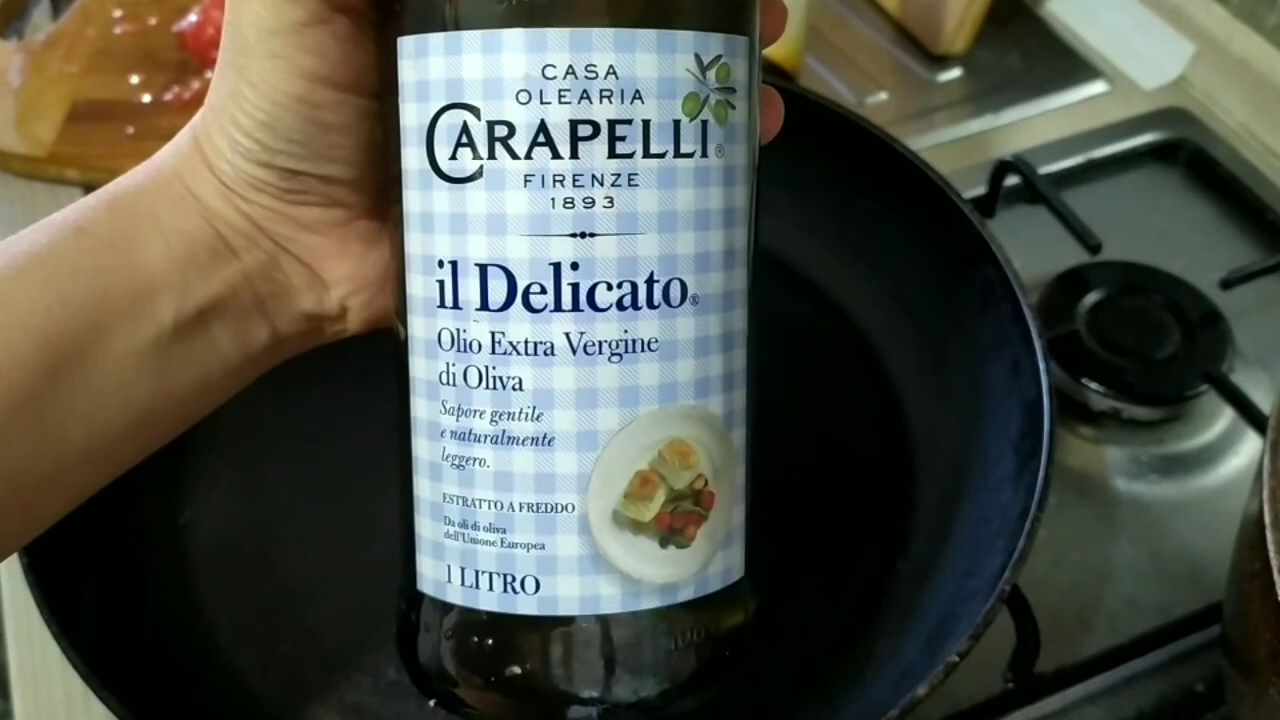 CASA
OLEARIA
CARAPELLI®
FIRENZE
1893
il Delicato®
Olio Extra Vergine
di Oliva
Sapore gentile
e naturalmente
leggero.
ESTRATTO A FREDDO
Da oli di oliva
dell'Unione Europea
1 LITRO